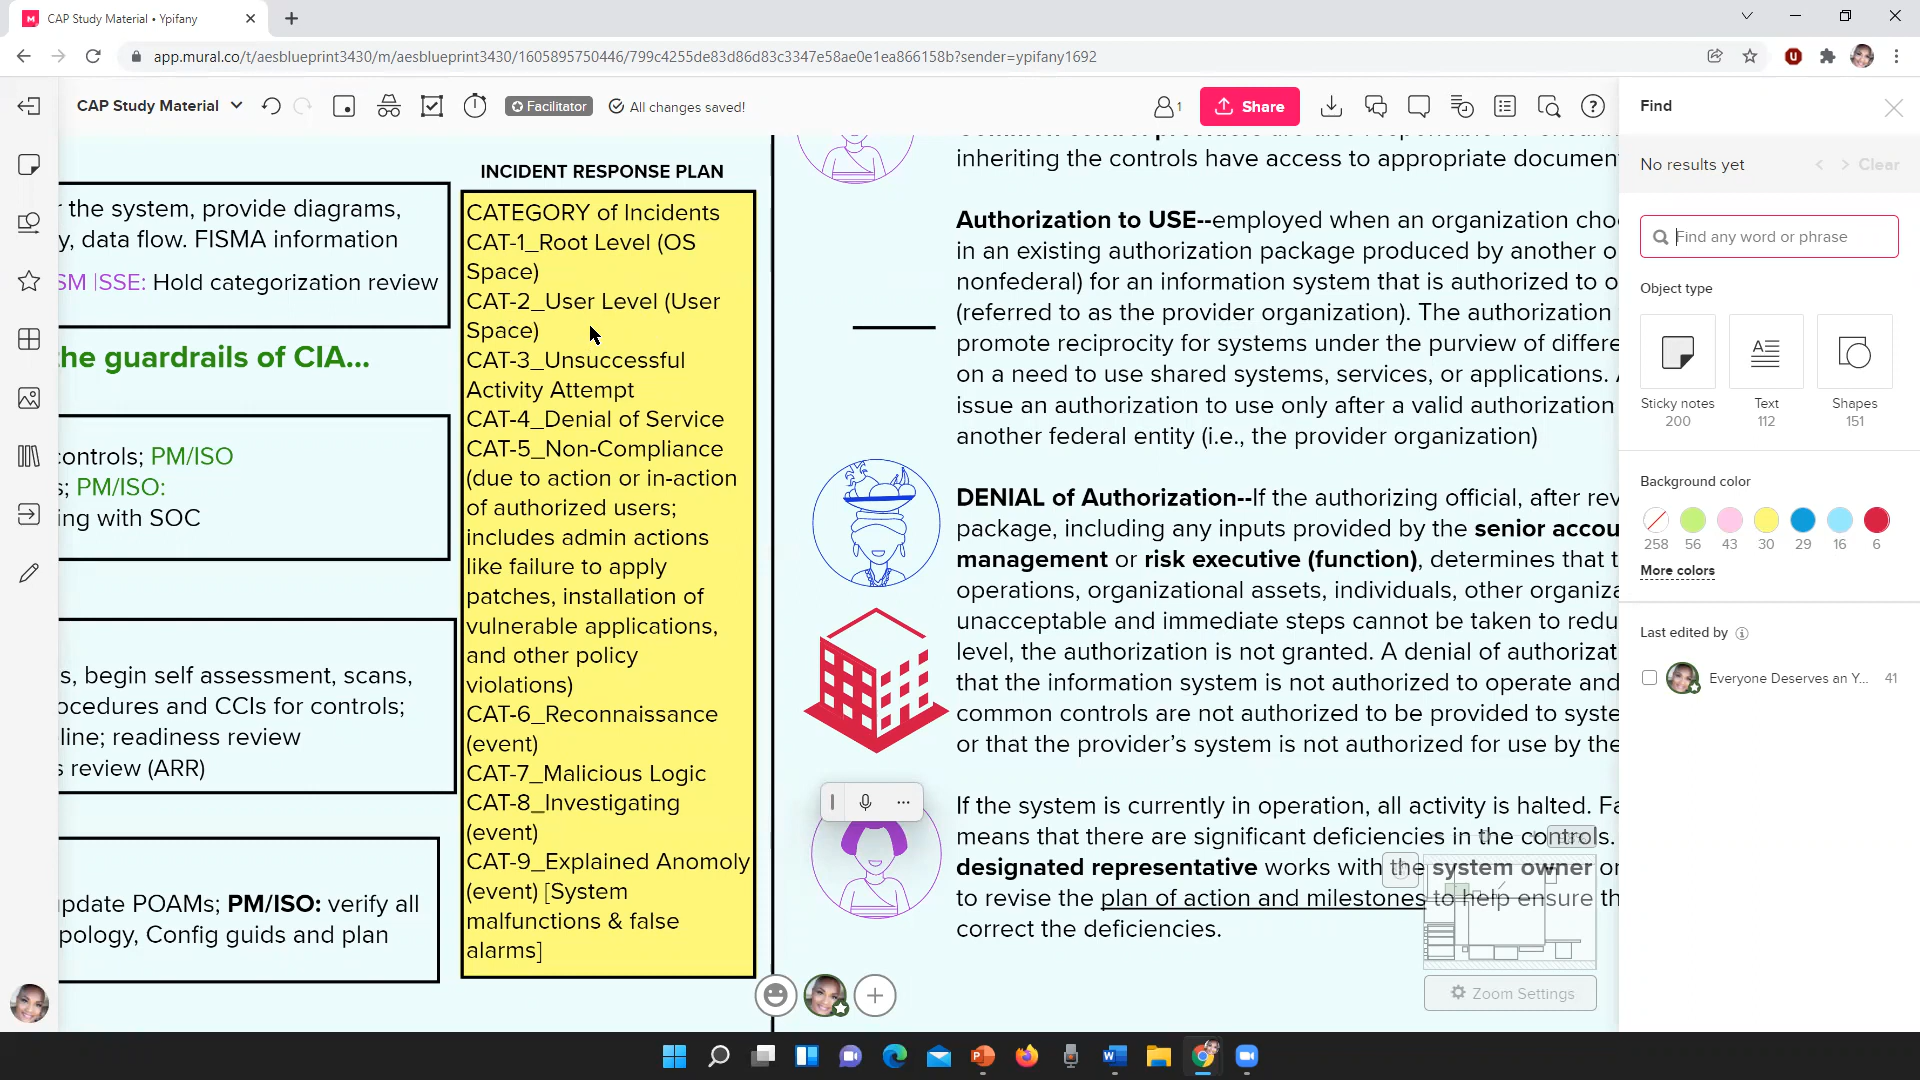 CAP Study Material • Ypifany
app.mural.co/t/aesblueprint3430/m/aesblueprint3430/1605895750446/799c4255de83d86d83c3347e58ae0e1ea866158b?sender=ypifany1692
CAP Study Material
Facilitator
All changes saved!
1
Share
Find
No results yet
Clear
Find any word or phrase
Object type
Sticky notes
200
Text
112
Shapes
151
Background color
258
56
43
30
29
16
6
More colors
Last edited by
Everyone Deserves an Y...
41
r the system, provide diagrams,
y, data flow. FISMA information
SM ISSE: Hold categorization review
the guardrails of CIA...
controls; PM/ISO
s; PM/ISO:
ing with SOC
s, begin self assessment, scans,
ocedures and CCIs for controls;
line; readiness review
s review (ARR)
update POAMs; PM/ISO: verify all
pology, Config guids and plan
INCIDENT RESPONSE PLAN
CATEGORY of Incidents
CAT-1_Root Level (OS
Space)
CAT-2_User Level (User
Space)
CAT-3_Unsuccessful
Activity Attempt
CAT-4_Denial of Service
CAT-5_Non-Compliance
(due to action or in-action
of authorized users;
includes admin actions
like failure to apply
patches, installation of
vulnerable applications,
and other policy
violations)
CAT-6_Reconnaissance
(event)
CAT-7_Malicious Logic
CAT-8_Investigating
(event)
CAT-9_Explained Anomoly
(event) [System
malfunctions & false
alarms]
inheriting the controls have access to appropriate documen
Authorization to USE--employed when an organization cho
in an existing authorization package produced by another o
nonfederal) for an information system that is authorized to o
(referred to as the provider organization). The authorization
promote reciprocity for systems under the purview of differe
on a need to use shared systems, services, or applications. A
issue an authorization to use only after a valid authorization
another federal entity (i.e., the provider organization)
DENIAL of Authorization--If the authorizing official, after rev
package, including any inputs provided by the senior accou
management or risk executive (function), determines that t
operations, organizational assets, individuals, other organiza
unacceptable and immediate steps cannot be taken to redu
level, the authorization is not granted. A denial of authorizat
that the information system is not authorized to operate and
common controls are not authorized to be provided to syste
or that the provider's system is not authorized for use by the
If the system is currently in operation, all activity is halted. Fa
means that there are significant deficiencies in the controls.
designated representative works with the system owner or
to revise the plan of action and milestones to help ensure th
correct the deficiencies.
Zoom Settings